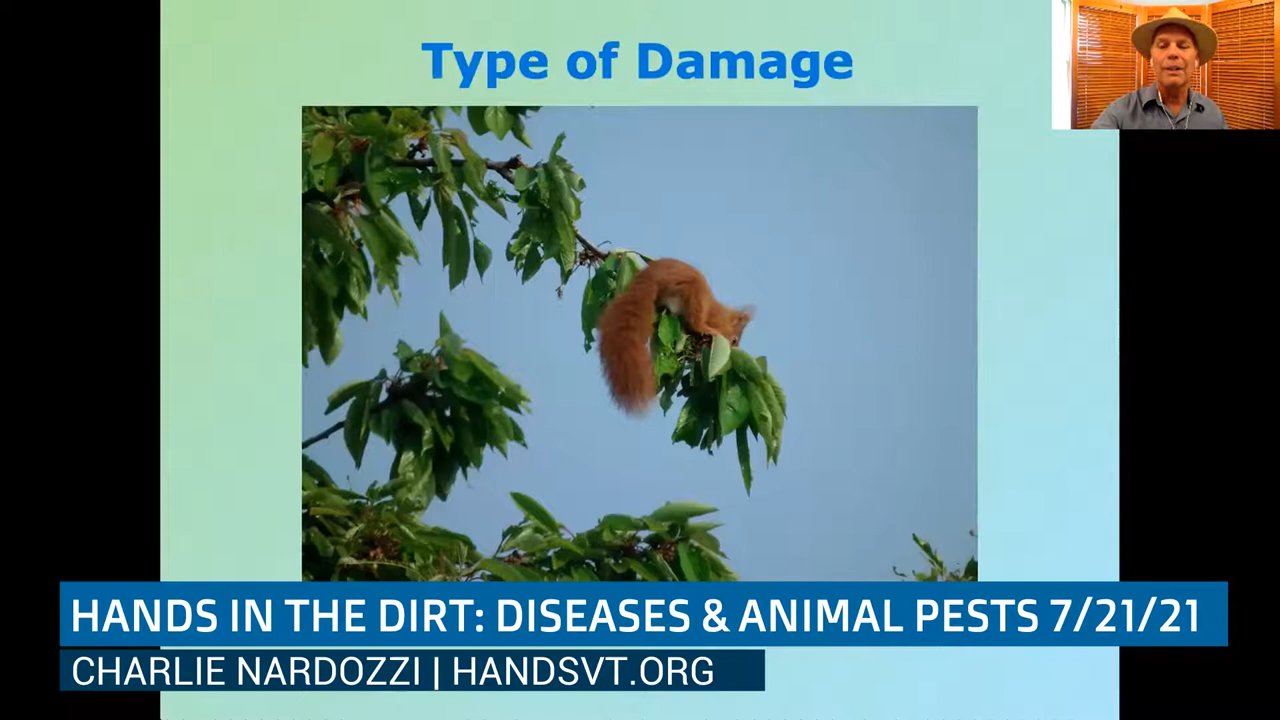 Type of Damage
HANDS IN THE DIRT: DISEASES & ANIMAL PESTS 7/21/21
CHARLIE NARDOZZI | HANDSVT.ORG